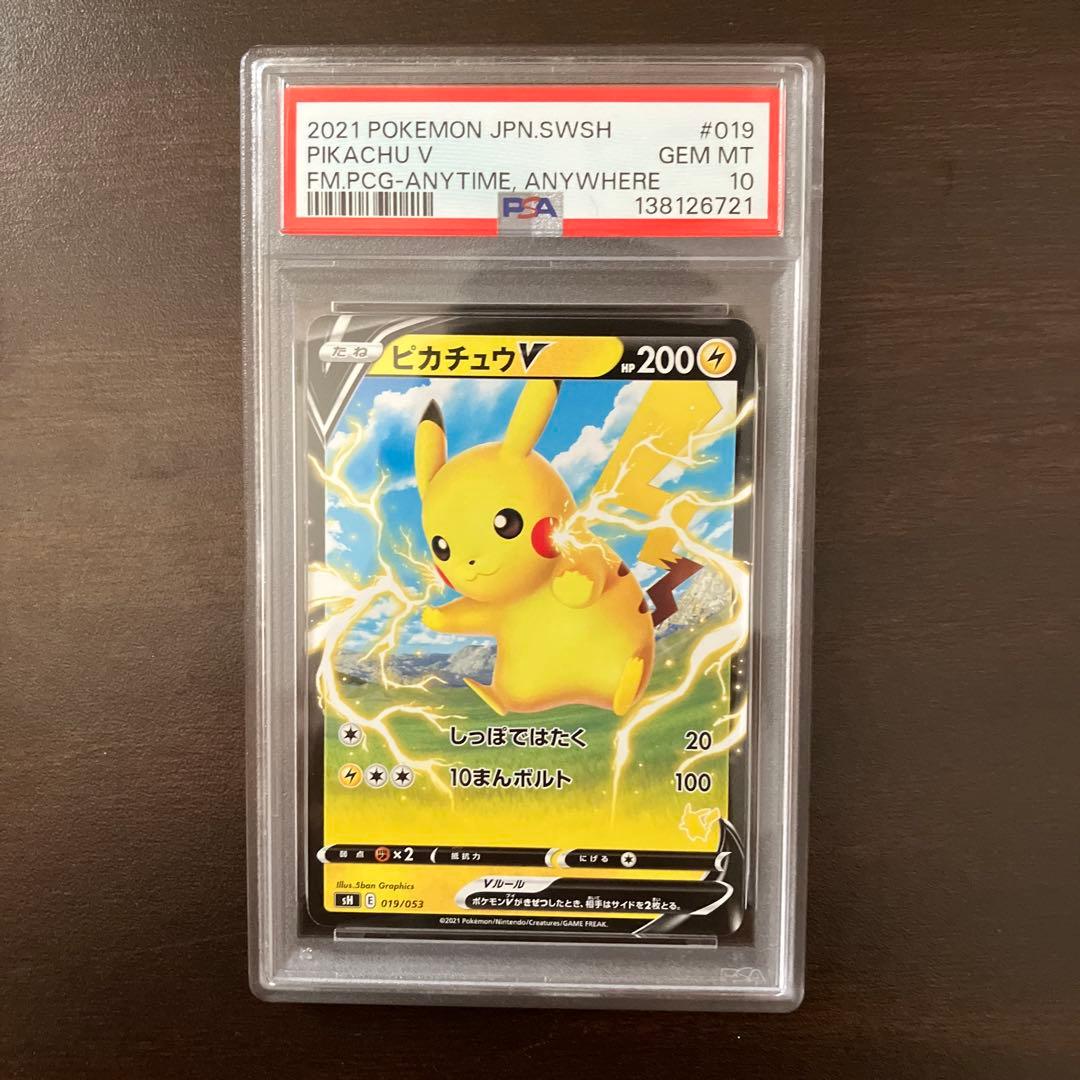 2021 POKEMON JPN.SWSH #019
PIKACHU V GEM MT
FM.PCG-ANYTIME, ANYWHERE 10
PSA 138126721
たね ピカチュウV HP 200
しっぽではたく 20
10まんボルト 100
弱点 ×2 抵抗力 にげる
Illus.5ban Graphics
Vルール
ポケモンVがきぜつしたとき、相手はサイドを2枚とる。
sH E 019/053
©2021 Pokémon/Nintendo/Creatures/GAME FREAK.
PSA